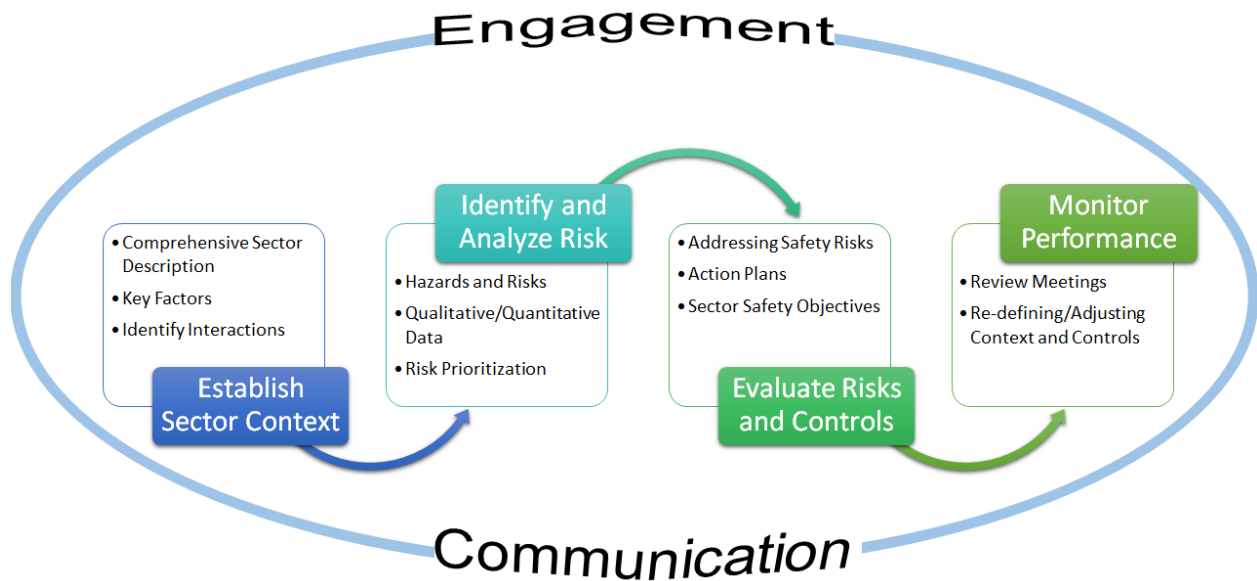 Engagement
• Comprehensive Sector
Description
• Key Factors
• Identify Interactions
Establish
Sector Context
Identify and
Analyze Risk
• Hazards and Risks
• Qualitative/Quantitative
Data
• Risk Prioritization
• Addressing Safety Risks
• Action Plans
• Sector Safety Objectives
Evaluate Risks
and Controls
Monitor
Performance
• Review Meetings
• Re-defining/Adjusting
Context and Controls
Communication